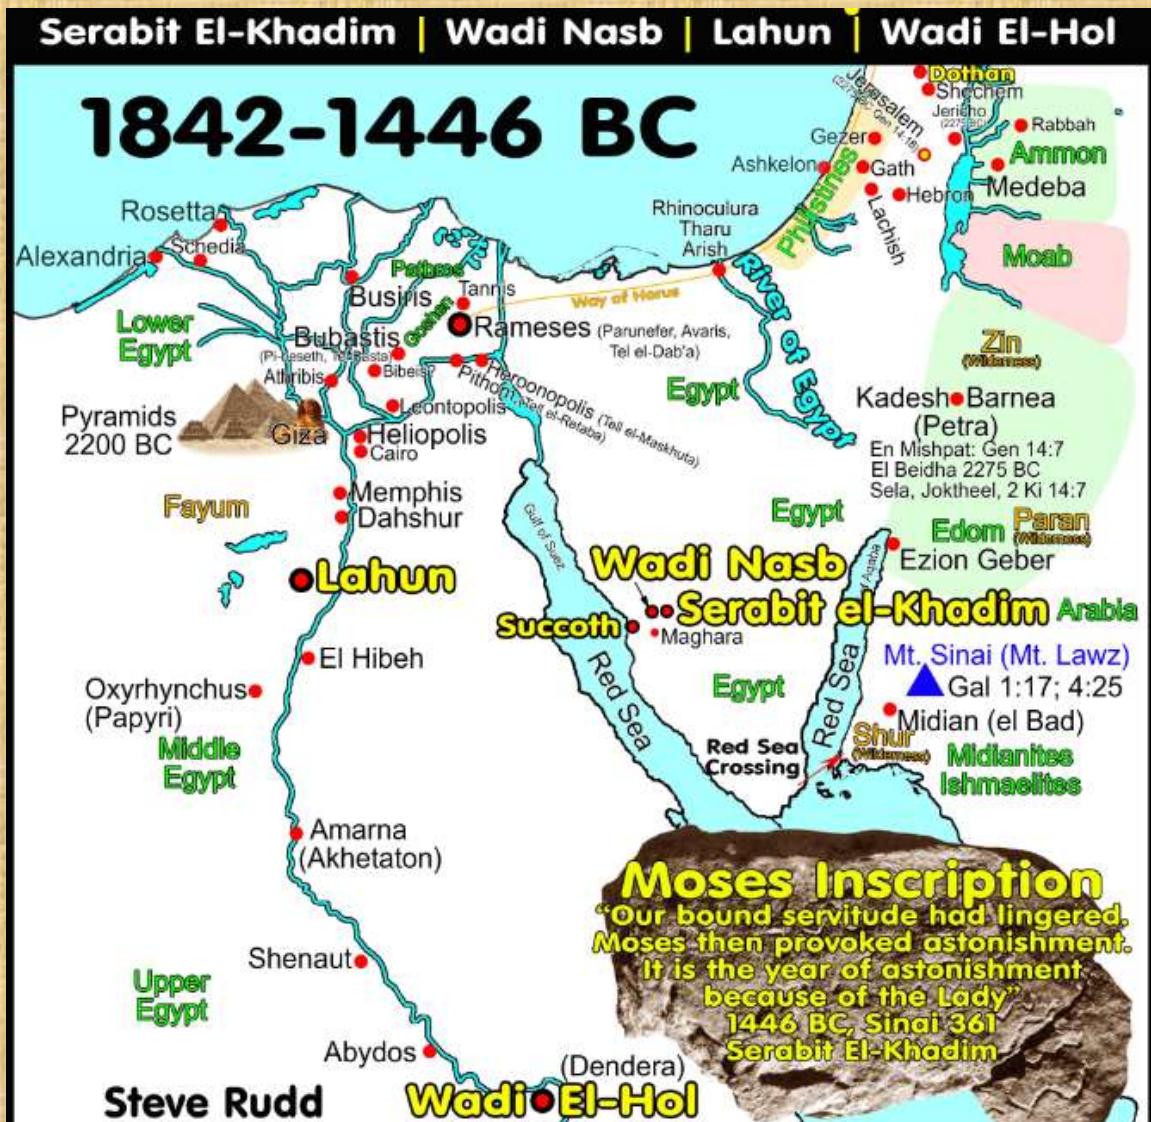 Serabit El-Khadim | Wadi Nasb | Lahun | Wadi El-Hol
1842-1446 BC
Dothan
Shechem
Jerusalem
Jericho
(2275 BC)
Rabbah
Gezer
Ammon
Ashkelon
Gath
Medeba
Hebron
Philistines
Lachish
Rosetta
Rhinoculura
Tharu
Arish
Alexandria
Schedia
Moab
Pathros
River of Egypt
Busiris
Tannis
Way of Horus
Goshen
Lower
Egypt
Rameses (Parunefer, Avaris,
Tel el-Dab'a)
Bubastis
Zin
(Wilderness)
Athribis
Egypt
Pithom (Tell el-Retaba)
Heroonopolis (Tell el-Maskhuta)
Kadesh Barnea
(Petra)
En Mishpat: Gen 14:7
El Beidha 2275 BC
Sela, Joktheel, 2 Ki 14:7
Pyramids
2200 BC
Giza
Leontopolis
Heliopolis
Cairo
Memphis
Dahshur
Fayum
Gulf of Suez
Egypt
Edom
Paran
(Wilderness)
Ezion Geber
Aqaba
Lahun
Wadi Nasb
Serabit el-Khadim
Arabia
Succoth
Maghara
El Hibeh
Red Sea
Red Sea
Mt. Sinai (Mt. Lawz)
Gal 1:17; 4:25
Egypt
Oxyrhynchus
(Papyri)
Midian (el Bad)
Shur
(Wilderness)
Middle
Egypt
Red Sea
Crossing
Midianites
Ishmaelites
Amarna
(Akhetaton)
Moses Inscription
“Our bound servitude had lingered.
Moses then provoked astonishment.
It is the year of astonishment
because of the Lady”
1446 BC, Sinai 361
Serabit El-Khadim
Shenaut
Upper
Egypt
Abydos
(Dendera)
Steve Rudd
Wadi El-Hol